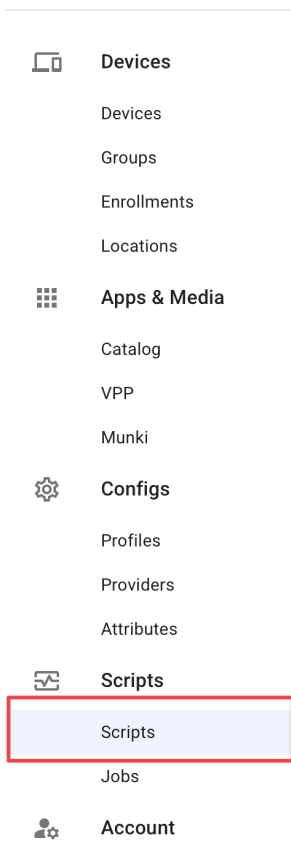 Devices
Devices
Groups
Enrollments
Locations
Apps & Media
Catalog
VPP
Munki
Configs
Profiles
Providers
Attributes
Scripts
Scripts
Jobs
Account